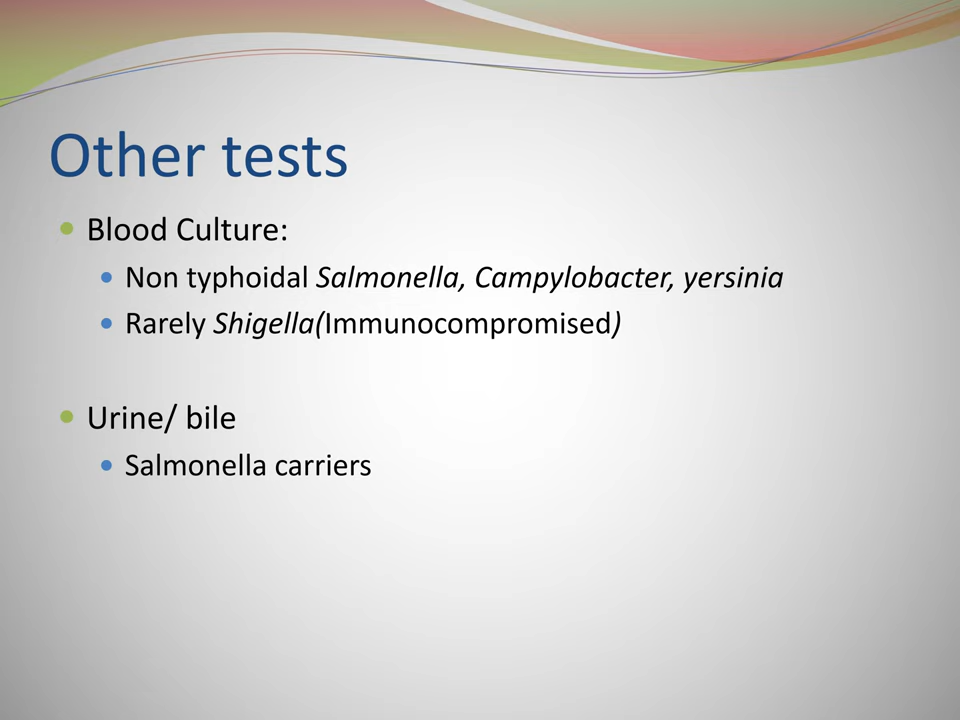 Other tests
Blood Culture:
Non typhoidal Salmonella, Campylobacter, yersinia
Rarely Shigella(Immunocompromised)
Urine/ bile
Salmonella carriers